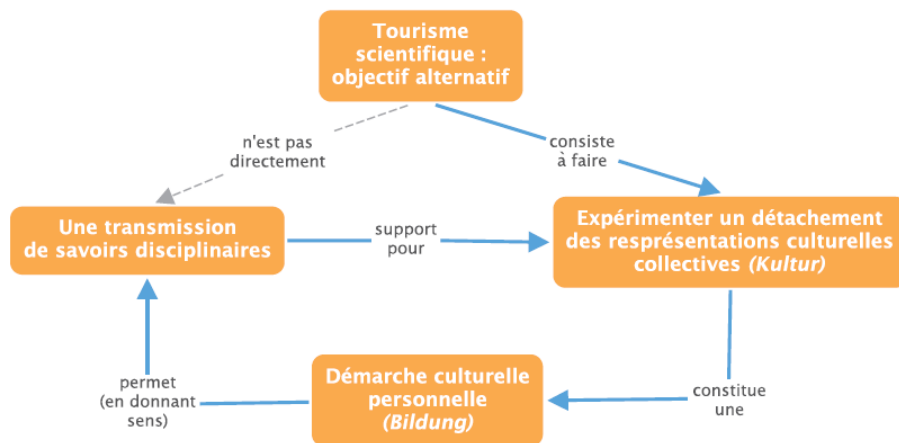 Tourisme
scientifique :
objectif alternatif
n'est pas
directement
consiste
à faire
Une transmission
de savoirs disciplinaires
support
pour
Expérimenter un détachement
des resprésentations culturelles
collectives (Kultur)
permet
(en donnant
sens)
Démarche culturelle
personnelle
(Bildung)
constitue
une